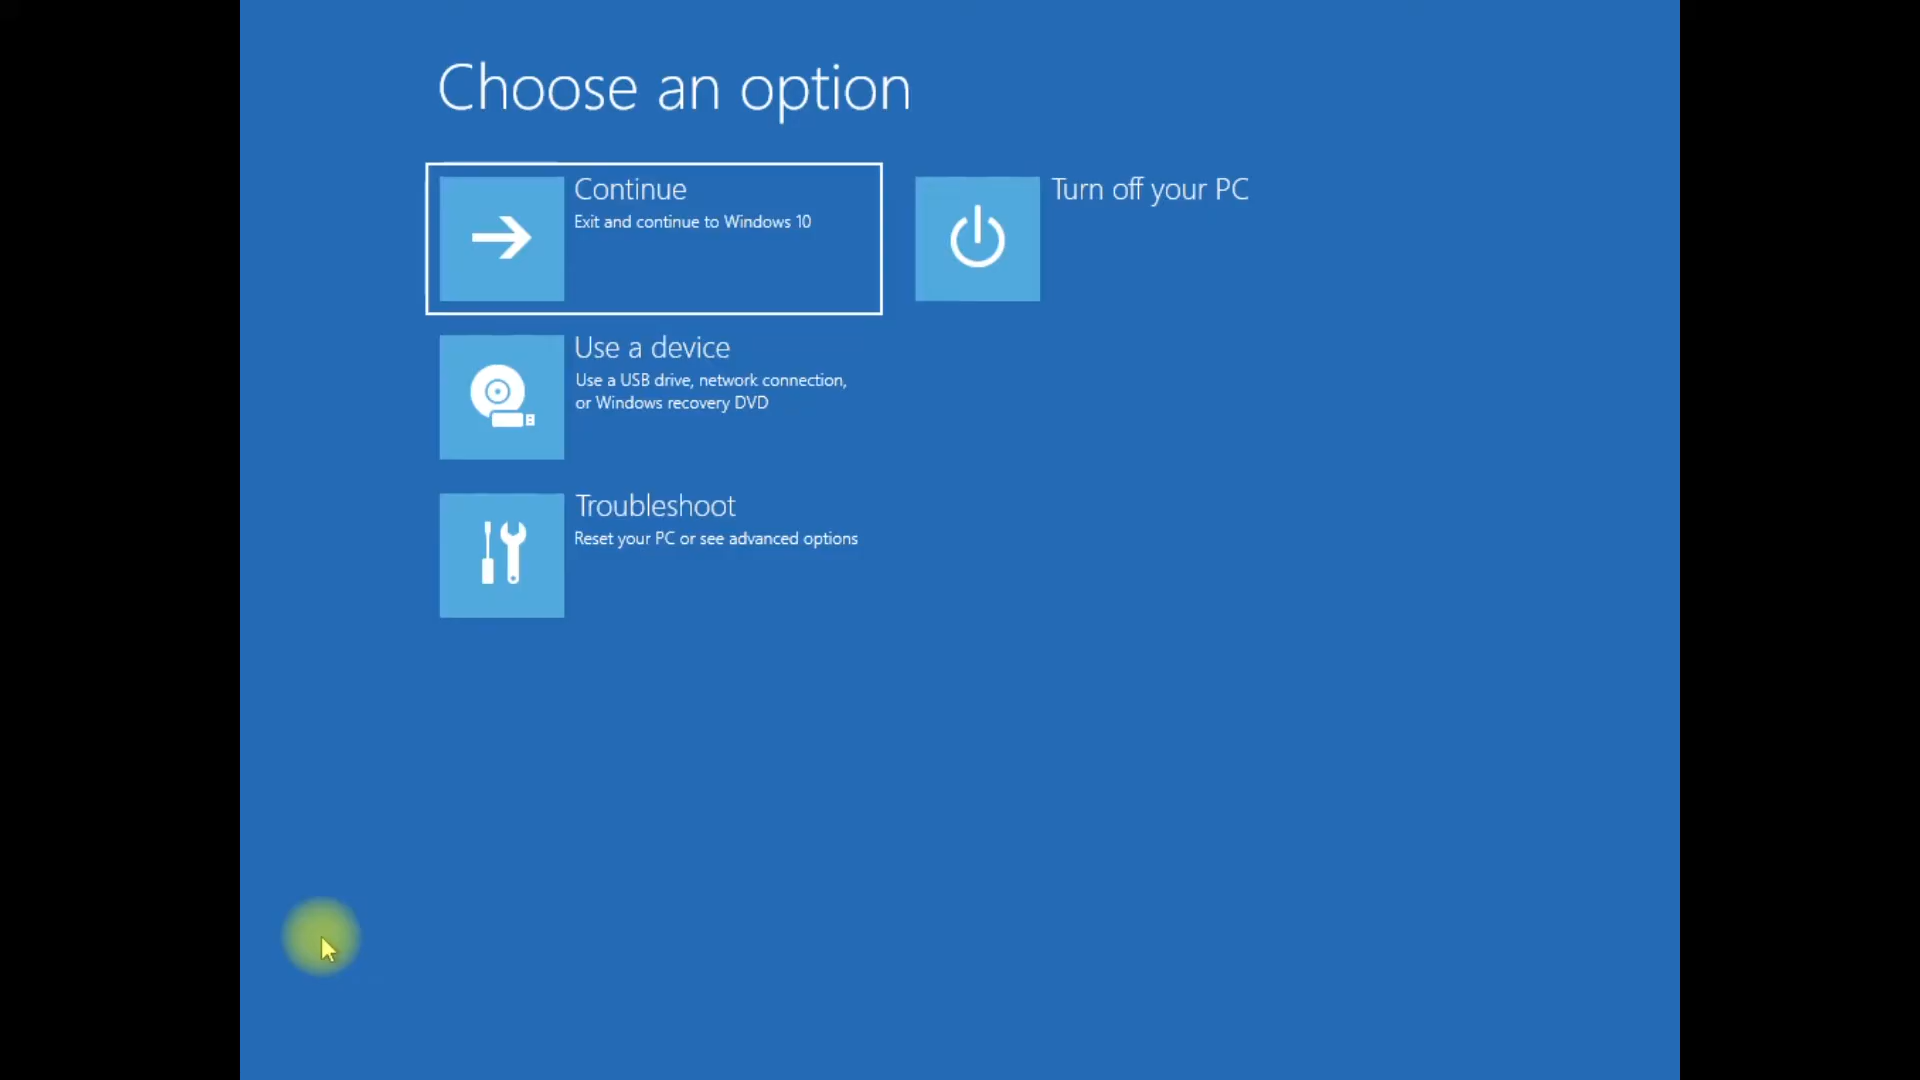 Choose an option
Continue
Exit and continue to Windows 10
Turn off your PC
Use a device
Use a USB drive, network connection,
or Windows recovery DVD
Troubleshoot
Reset your PC or see advanced options